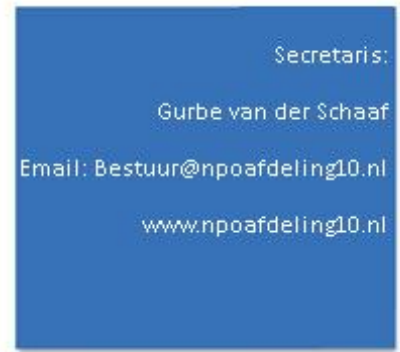 Secretaris:
Gurbe van der Schaaf
Email: Bestuur@npoafdeling10.nl
www.npoafdeling10.nl